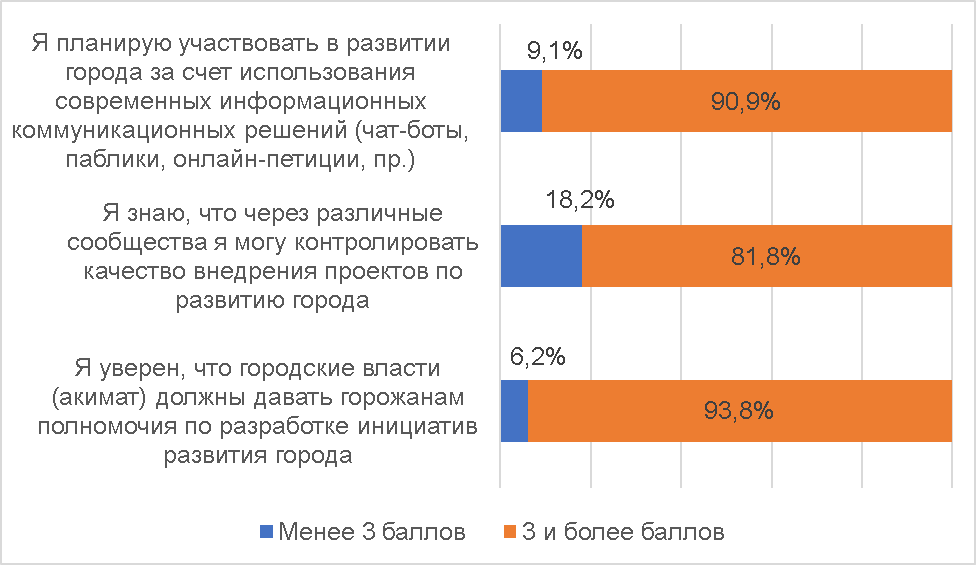 Я планирую участвовать в развитии
города за счет использования
современных информационных
коммуникационных решений (чат-боты,
паблики, онлайн-петиции, пр.)
9,1%
90,9%
Я знаю, что через различные
сообщества я могу контролировать
качество внедрения проектов по
развитию города
18,2%
81,8%
Я уверен, что городские власти
(акимат) должны давать горожанам
полномочия по разработке инициатив
развития города
6,2%
93,8%
Менее 3 баллов
3 и более баллов